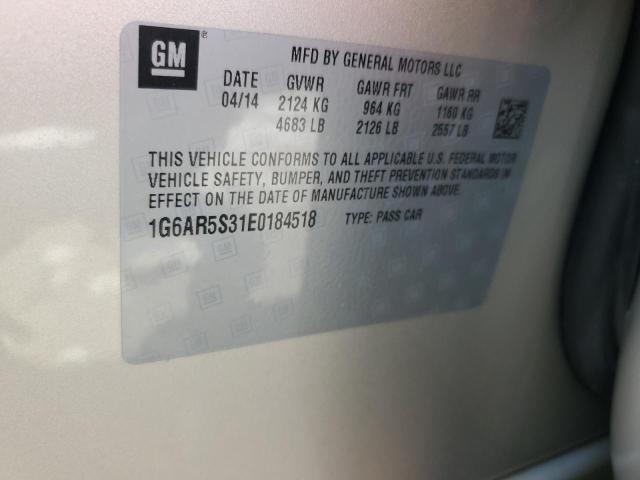 GM ®
MFD BY GENERAL MOTORS LLC
DATE GVWR GAWR FRT GAWR RR
04/14 2124 KG 964 KG 1160 KG
4683 LB 2126 LB 2557 LB
THIS VEHICLE CONFORMS TO ALL APPLICABLE U.S. FEDERAL MOTOR
VEHICLE SAFETY, BUMPER, AND THEFT PREVENTION STANDARDS IN
EFFECT ON THE DATE OF MANUFACTURE SHOWN ABOVE.
1G6AR5S31E0184518 TYPE: PASS CAR